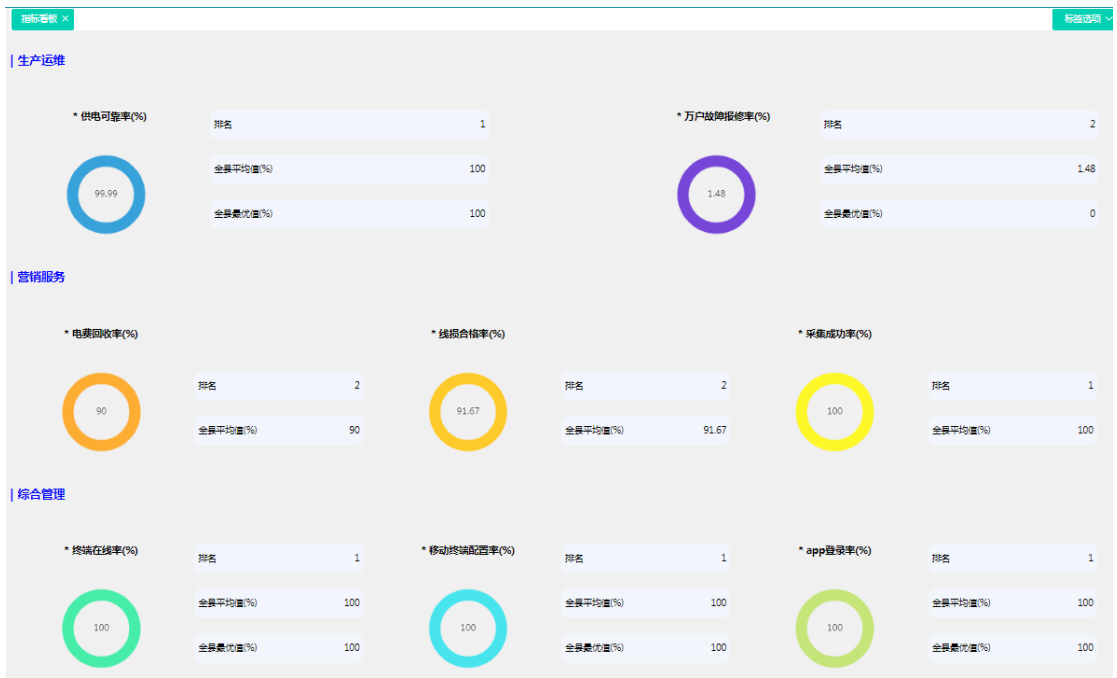 指标看板 ×
标签选项
| 生产运维
* 供电可靠率(%)
排名 1
99.99
全县平均值(%) 100
全县最优值(%) 100
* 万户故障报修率(%)
排名 2
1.48
全县平均值(%) 1.48
全县最优值(%) 0
| 营销服务
* 电费回收率(%)
排名 2
90
全县平均值(%) 90
* 线损合格率(%)
排名 2
91.67
全县平均值(%) 91.67
* 采集成功率(%)
排名 1
100
全县平均值(%) 100
| 综合管理
* 终端在线率(%)
排名 1
100
全县平均值(%) 100
全县最优值(%) 100
* 移动终端配置率(%)
排名 1
100
全县平均值(%) 100
全县最优值(%) 100
* app登录率(%)
排名 1
100
全县平均值(%) 100
全县最优值(%) 100